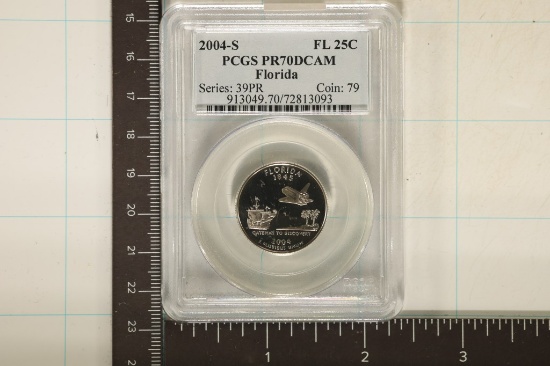 2004-S FL 25C
PCGS PR70DCAM
Florida
Series: 39PR Coin: 79
913049.70/72813093
FLORIDA
1845
GATEWAY TO DISCOVERY
2004
E PLURIBUS UNUM
15
16
17
18
19
20
21
22
23
1 2 3